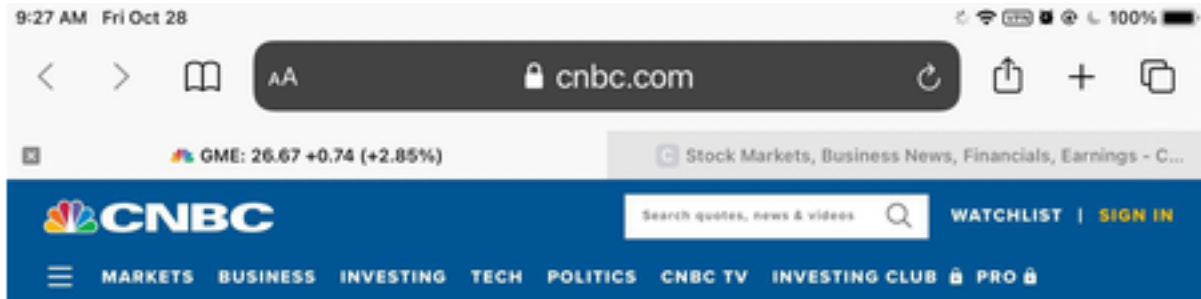 9:27 AM Fri Oct 28 VPN 100%
AA cnbc.com
GME: 26.67 +0.74 (+2.85%) C Stock Markets, Business News, Financials, Earnings - C...
CNBC Search quotes, news & videos WATCHLIST | SIGN IN
MARKETS BUSINESS INVESTING TECH POLITICS CNBC TV INVESTING CLUB PRO